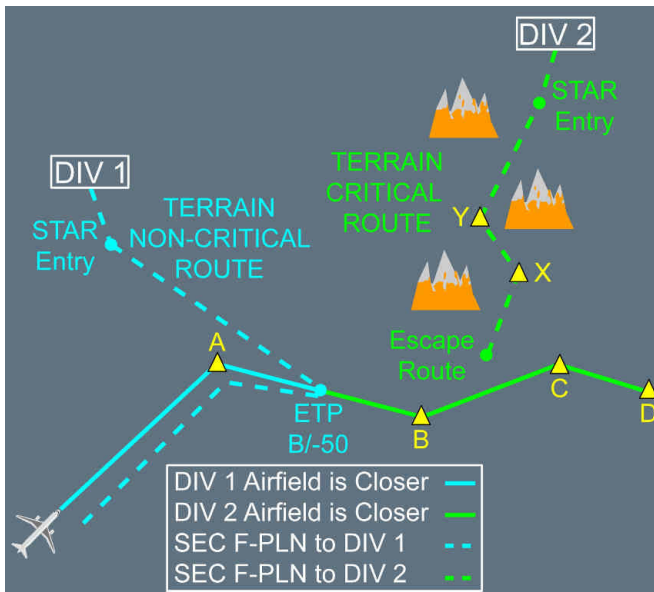 DIV 2
STAR
Entry
DIV 1
TERRAIN
NON-CRITICAL
ROUTE
STAR
Entry
TERRAIN
CRITICAL
ROUTE
Y
X
A
Escape
Route
ETP
B/-50
B
C
D
DIV 1 Airfield is Closer
DIV 2 Airfield is Closer
SEC F-PLN to DIV 1
SEC F-PLN to DIV 2